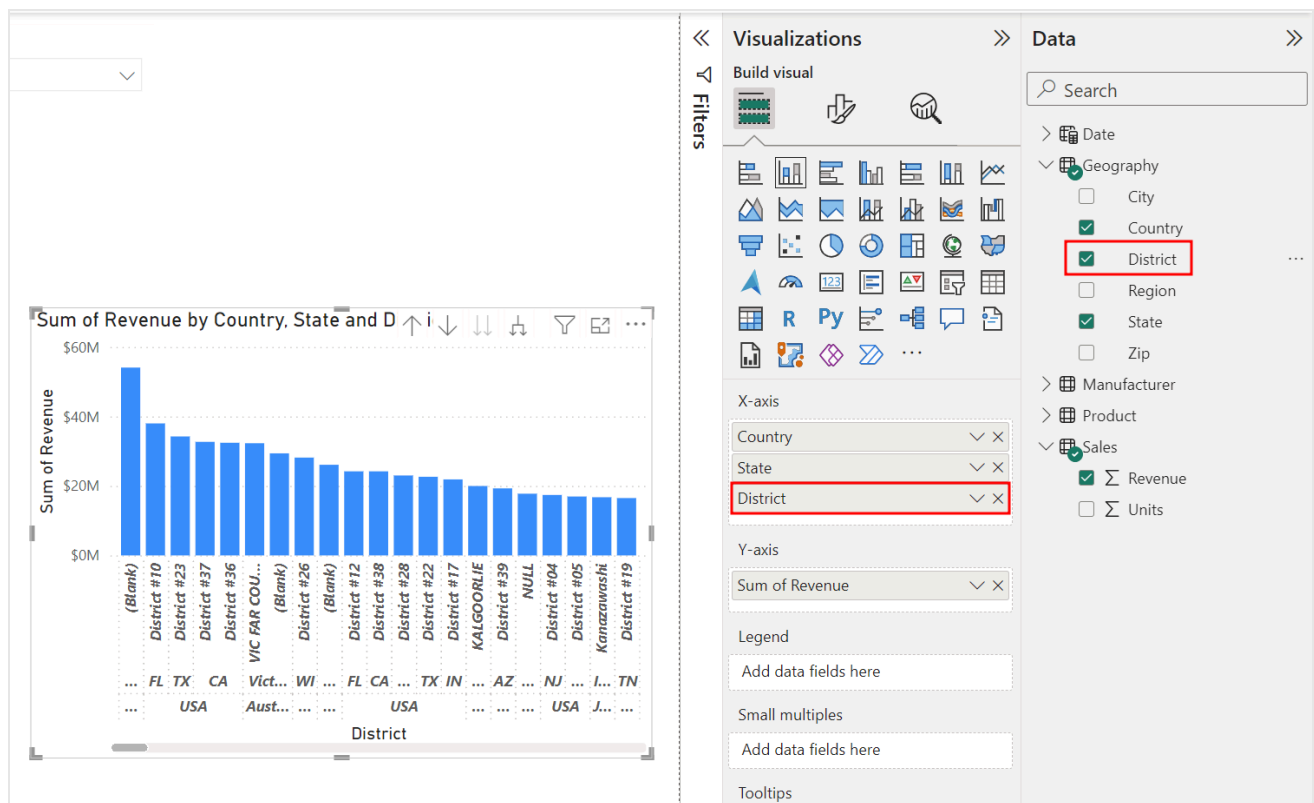 Sum of Revenue by Country, State and D
$60M
$40M
$20M
$0M
Sum of Revenue
(Blank)
District #10
District #23
District #37
District #36
VIC FAR COU...
(Blank)
District #26
(Blank)
District #12
District #38
District #28
District #22
District #17
KALGOORLIE
District #39
NULL
District #04
District #05
Kanazawashi
District #19
... FL TX CA Vict... WI ... FL CA ... TX IN ... AZ ... NJ ... I... TN
... USA Aust... ... ... USA ... ... ... USA J... ...
District
Filters
Visualizations
Build visual
123
R
Py
...
X-axis
Country
State
District
Y-axis
Sum of Revenue
Legend
Add data fields here
Small multiples
Add data fields here
Tooltips
Data
Search
Date
Geography
City
Country
District
Region
State
Zip
Manufacturer
Product
Sales
∑ Revenue
∑ Units